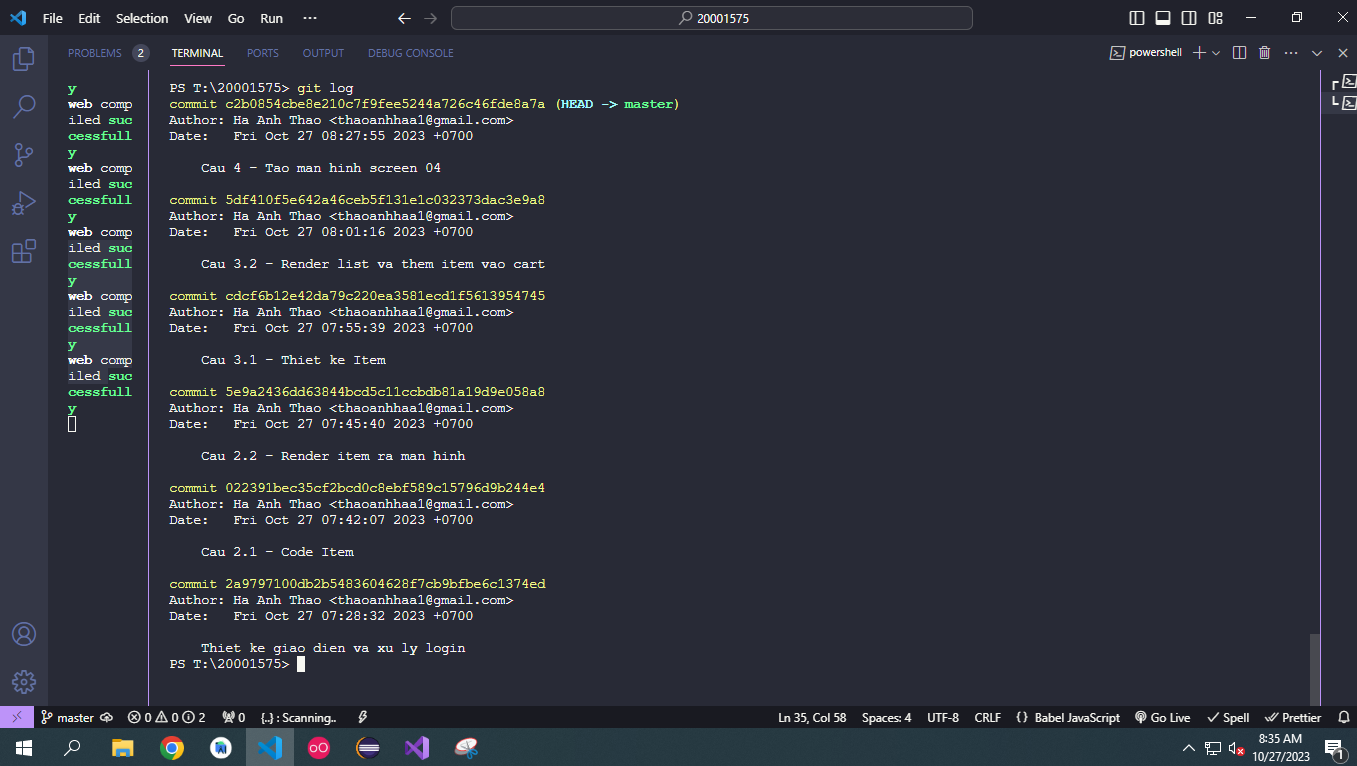 File Edit Selection View Go Run ··· 20001575
PROBLEMS 2 TERMINAL PORTS OUTPUT DEBUG CONSOLE powershell
y
web comp
iled suc
cessfull
y
web comp
iled suc
cessfull
y
web comp
iled suc
cessfull
y
web comp
iled suc
cessfull
y
web comp
iled suc
cessfull
y
PS T:\20001575> git log
commit c2b0854cbe8e210c7f9fee5244a726c46fde8a7a (HEAD -> master)
Author: Ha Anh Thao <thaoanhhaa1@gmail.com>
Date:   Fri Oct 27 08:27:55 2023 +0700
Cau 4 - Tao man hinh screen 04
commit 5df410f5e642a46ceb5f131e1c032373dac3e9a8
Author: Ha Anh Thao <thaoanhhaa1@gmail.com>
Date:   Fri Oct 27 08:01:16 2023 +0700
Cau 3.2 - Render list va them item vao cart
commit cdcf6b12e42da79c220ea3581ecd1f5613954745
Author: Ha Anh Thao <thaoanhhaa1@gmail.com>
Date:   Fri Oct 27 07:55:39 2023 +0700
Cau 3.1 - Thiet ke Item
commit 5e9a2436dd63844bcd5c11ccbdb81a19d9e058a8
Author: Ha Anh Thao <thaoanhhaa1@gmail.com>
Date:   Fri Oct 27 07:45:40 2023 +0700
Cau 2.2 - Render item ra man hinh
commit 022391bec35cf2bcd0c8ebf589c15796d9b244e4
Author: Ha Anh Thao <thaoanhhaa1@gmail.com>
Date:   Fri Oct 27 07:42:07 2023 +0700
Cau 2.1 - Code Item
commit 2a9797100db2b5483604628f7cb9bfbe6c1374ed
Author: Ha Anh Thao <thaoanhhaa1@gmail.com>
Date:   Fri Oct 27 07:28:32 2023 +0700
Thiet ke giao dien va xu ly login
PS T:\20001575>
master 0 0 2 0 {..} : Scanning.. Ln 35, Col 58 Spaces: 4 UTF-8 CRLF {} Babel JavaScript Go Live Spell Prettier
8:35 AM
10/27/2023
1